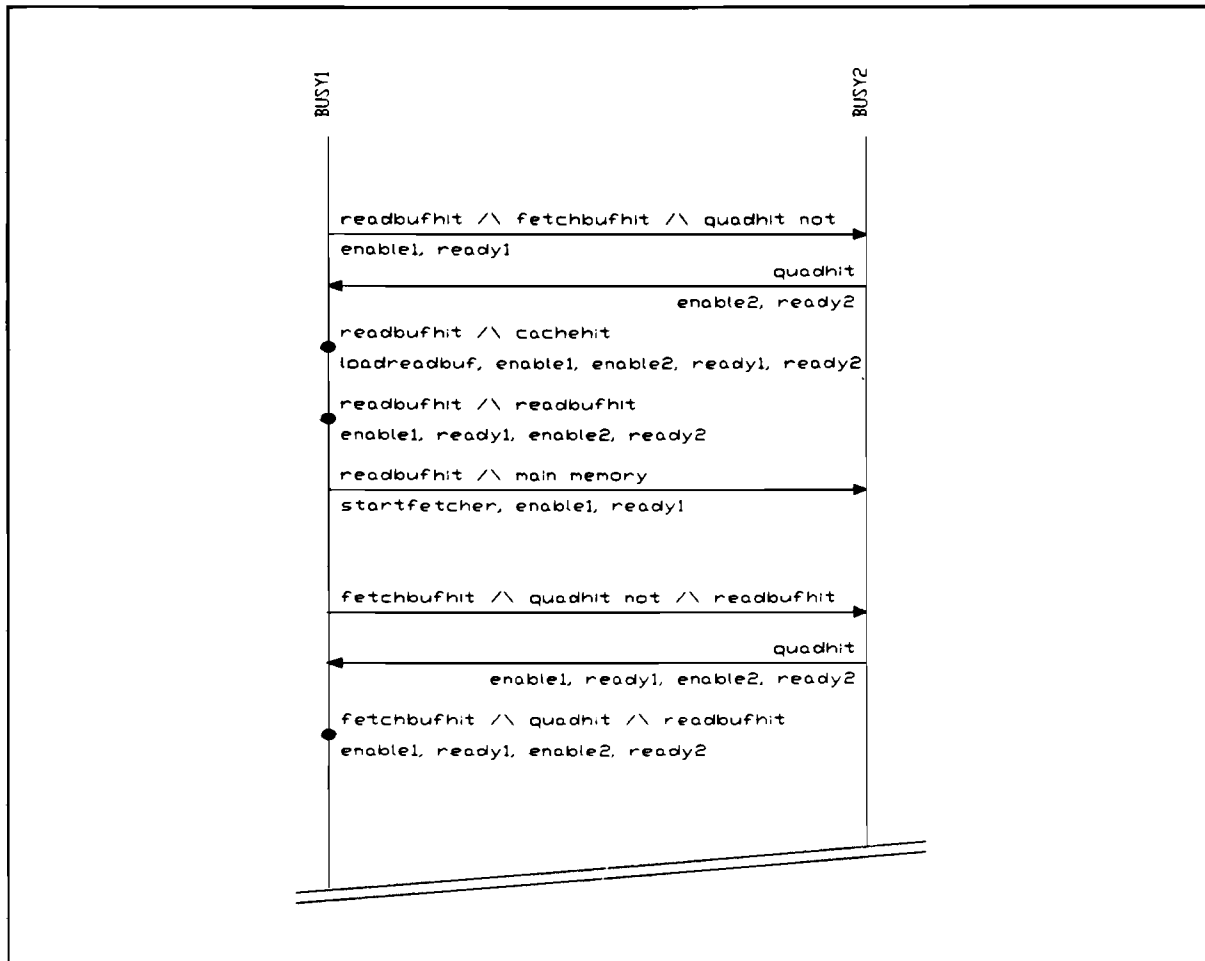 BUSY1
BUSY2
readbufhit /\ fetchbufhit /\ quadhit not
enable1, ready1
quadhit
enable2, ready2
readbufhit /\ cachehit
loadreadbuf, enable1, enable2, ready1, ready2
readbufhit /\ readbufhit
enable1, ready1, enable2, ready2
readbufhit /\ main memory
startfetcher, enable1, ready1
fetchbufhit /\ quadhit not /\ readbufhit
quadhit
enable1, ready1, enable2, ready2
fetchbufhit /\ quadhit /\ readbufhit
enable1, ready1, enable2, ready2